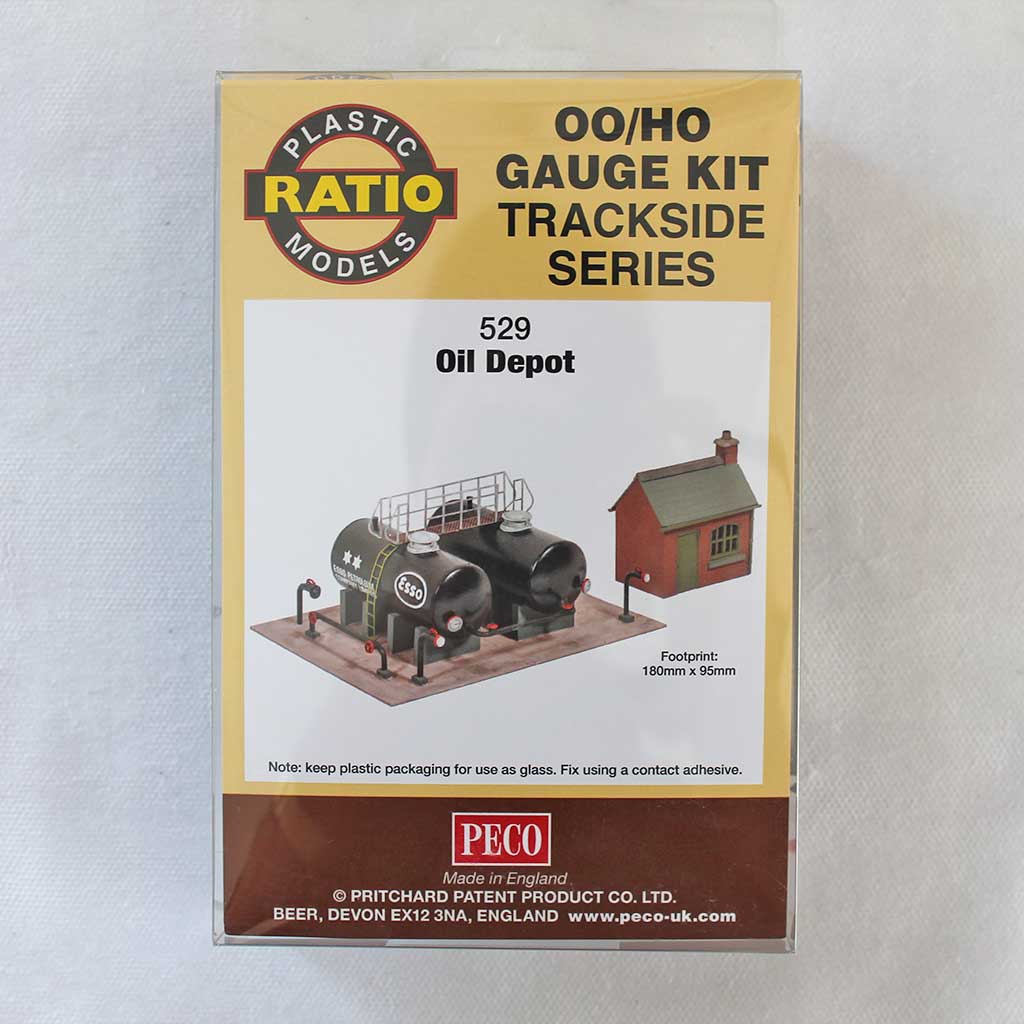 PLASTIC
RATIO
MODELS
OO/HO
GAUGE KIT
TRACKSIDE
SERIES
529
Oil Depot
ESSO PETROLEUM
Esso
Footprint:
180mm x 95mm
Note: keep plastic packaging for use as glass. Fix using a contact adhesive.
PECO
Made in England
© PRITCHARD PATENT PRODUCT CO. LTD.
BEER, DEVON EX12 3NA, ENGLAND www.peco-uk.com